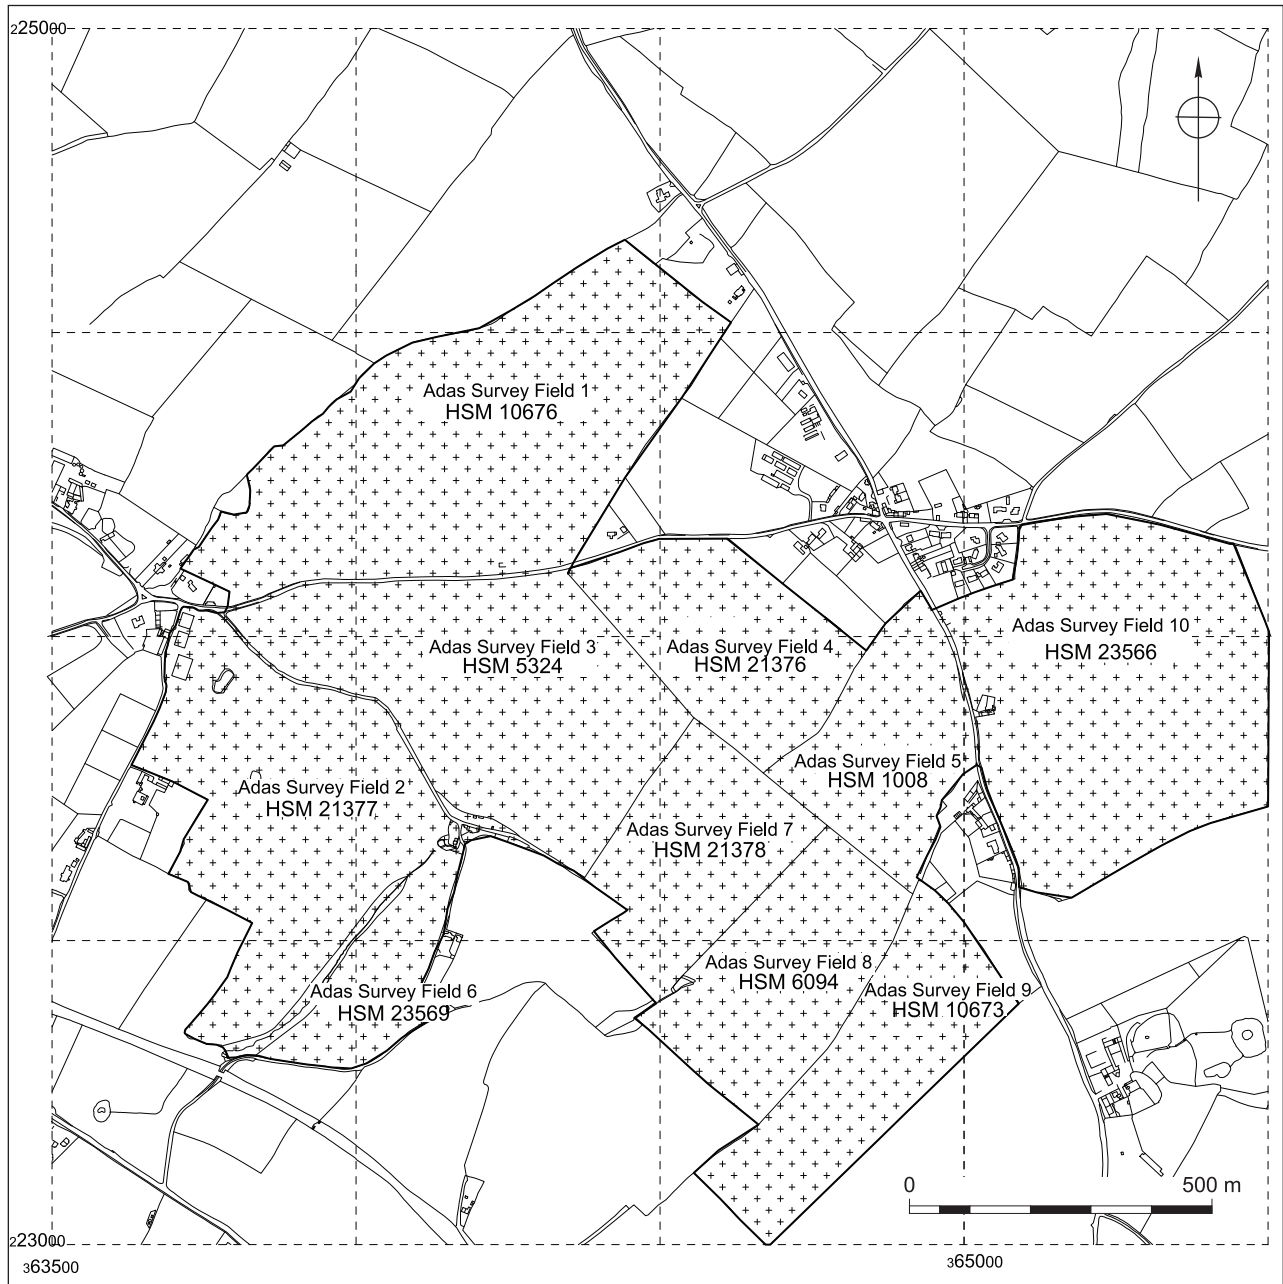 225000
Adas Survey Field 1
HSM 10676
Adas Survey Field 10
HSM 23566
Adas Survey Field 3
HSM 5324
Adas Survey Field 4
HSM 21376
Adas Survey Field 5
HSM 1008
Adas Survey Field 2
HSM 21377
Adas Survey Field 7
HSM 21378
Adas Survey Field 8
HSM 6094
Adas Survey Field 6
HSM 23569
Adas Survey Field 9
HSM 10673
0 500 m
223000
363500 365000